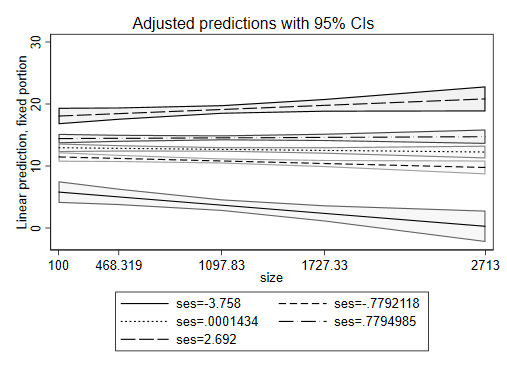 Adjusted predictions with 95% CIs
Linear prediction, fixed portion
30
20
10
0
100 468.319 1097.83 1727.33 2713
size
ses=-3.758 ses=-.7792118
ses=.0001434 ses=.7794985
ses=2.692